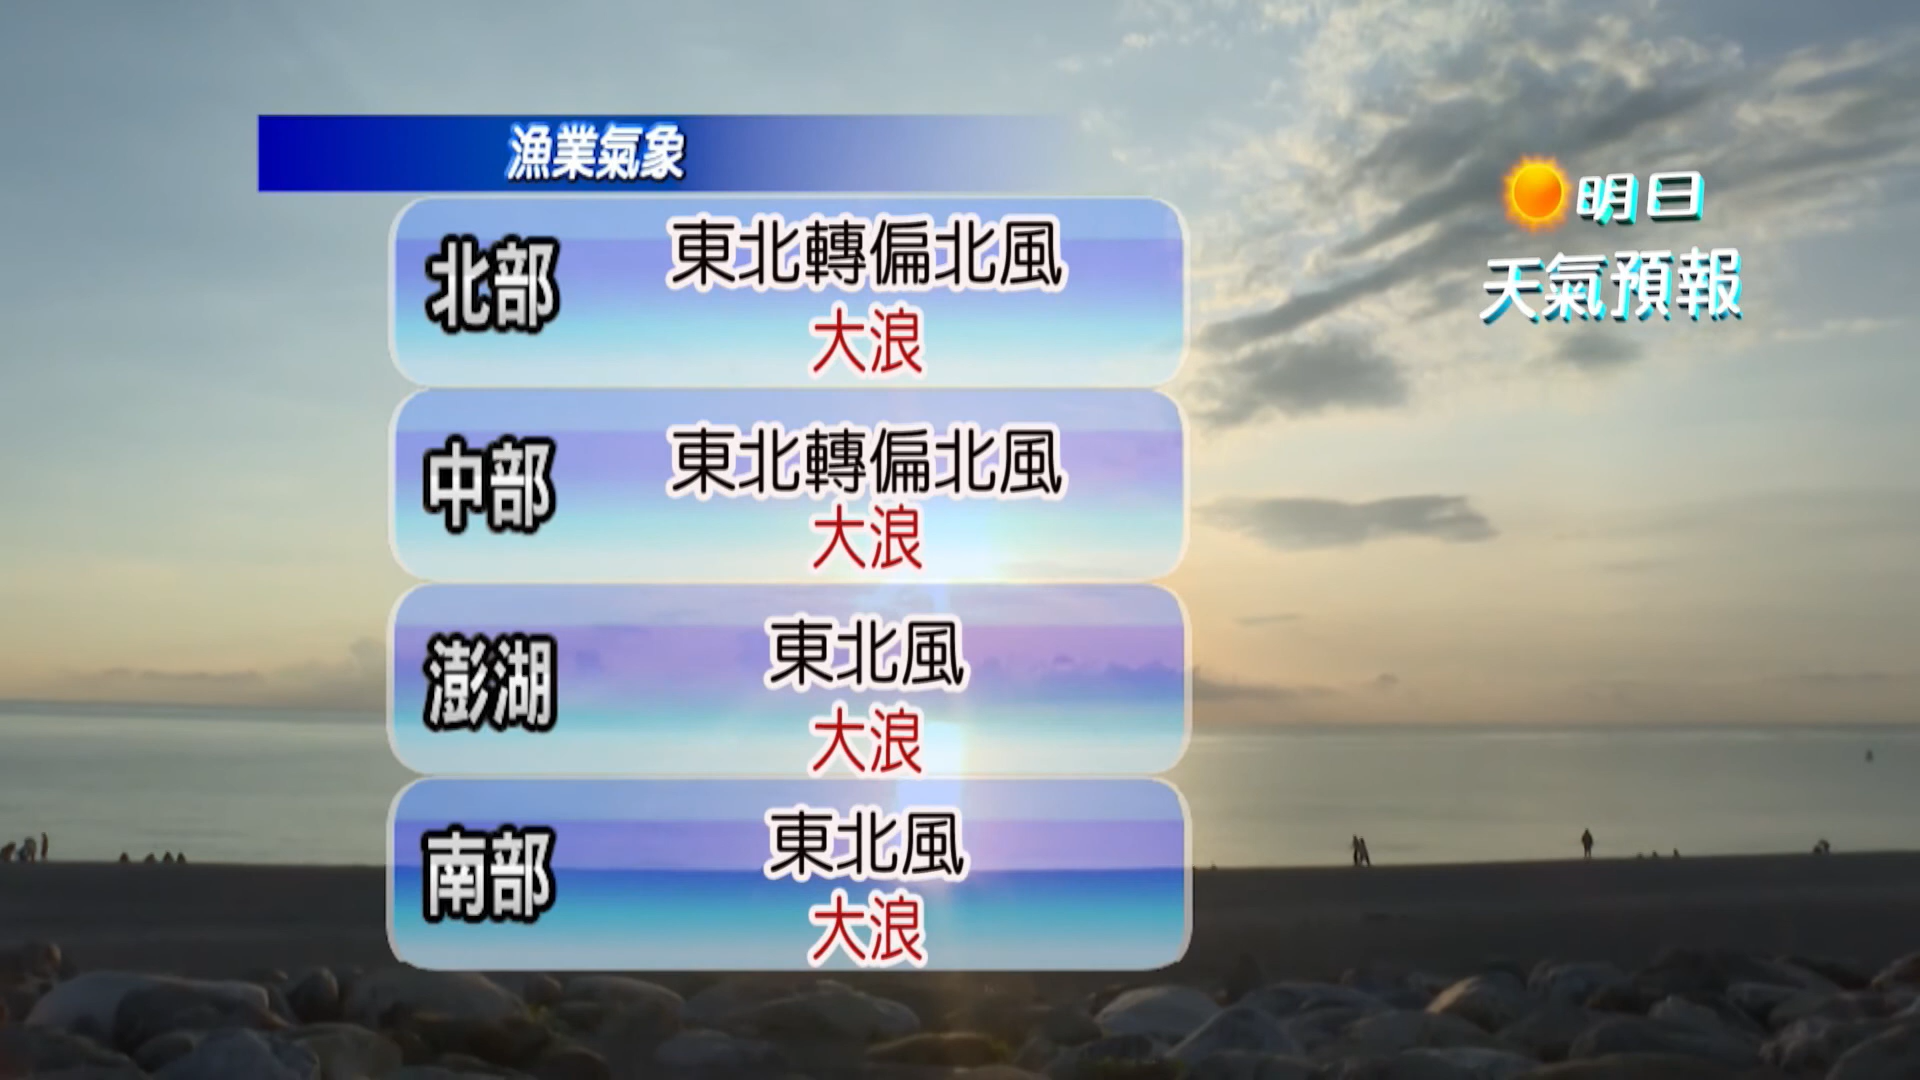 漁業氣象
北部
東北轉偏北風
大浪
中部
東北轉偏北風
大浪
澎湖
東北風
大浪
南部
東北風
大浪
明日
天氣預報